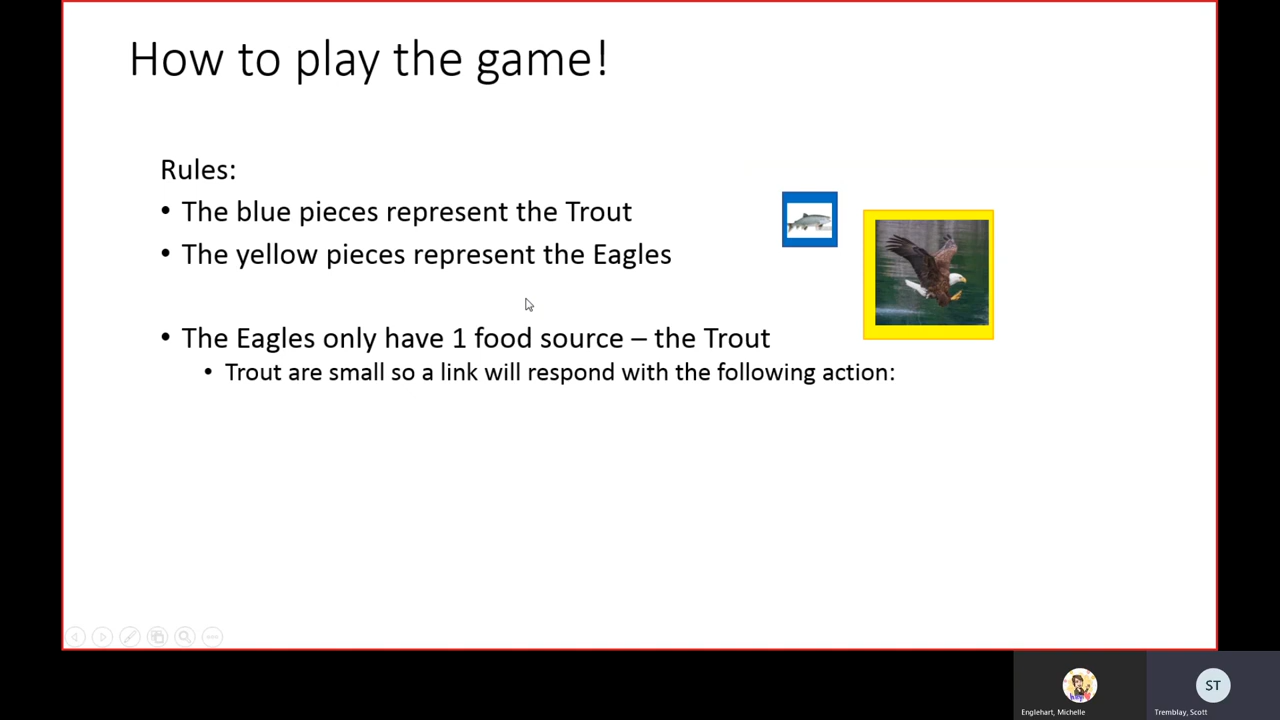 How to play the game!
Rules:
• The blue pieces represent the Trout
• The yellow pieces represent the Eagles
• The Eagles only have 1 food source – the Trout
• Trout are small so a link will respond with the following action:
ST
Englehart, Michelle
Tremblay, Scott